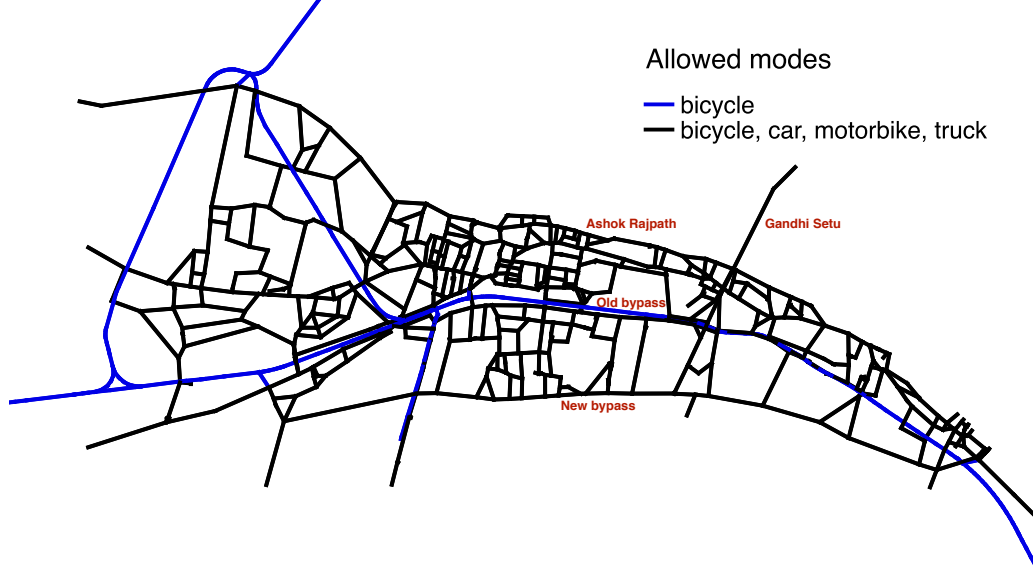 Allowed modes
bicycle
bicycle, car, motorbike, truck
Ashok Rajpath
Gandhi Setu
Old bypass
New bypass